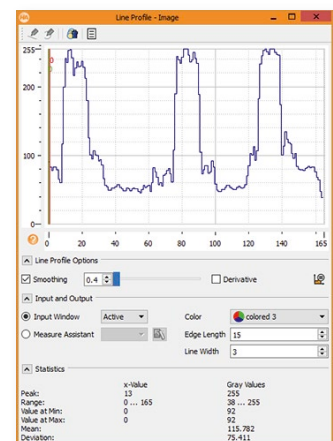 Line Profile - Image
255
200
100
0
0 20 40 60 80 100 120 140 165
Line Profile Options
Smoothing 0.4 Derivative
Input and Output
Input Window Active Color colored 3
Measure Assistant Edge Length 15
Line Width 3
Statistics
x-Value Gray Values
Peak: 13 255
Range: 0 ... 165 38 ... 255
Value at Min: 0 92
Value at Max: 0 92
Mean: 115.782
Deviation: 75.411